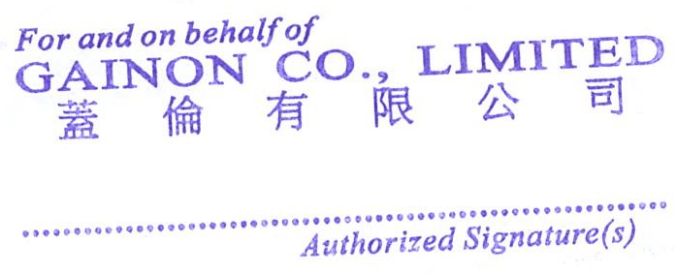 For and on behalf of
GAINON CO., LIMITED
蓋倫有限公司
Authorized Signature(s)